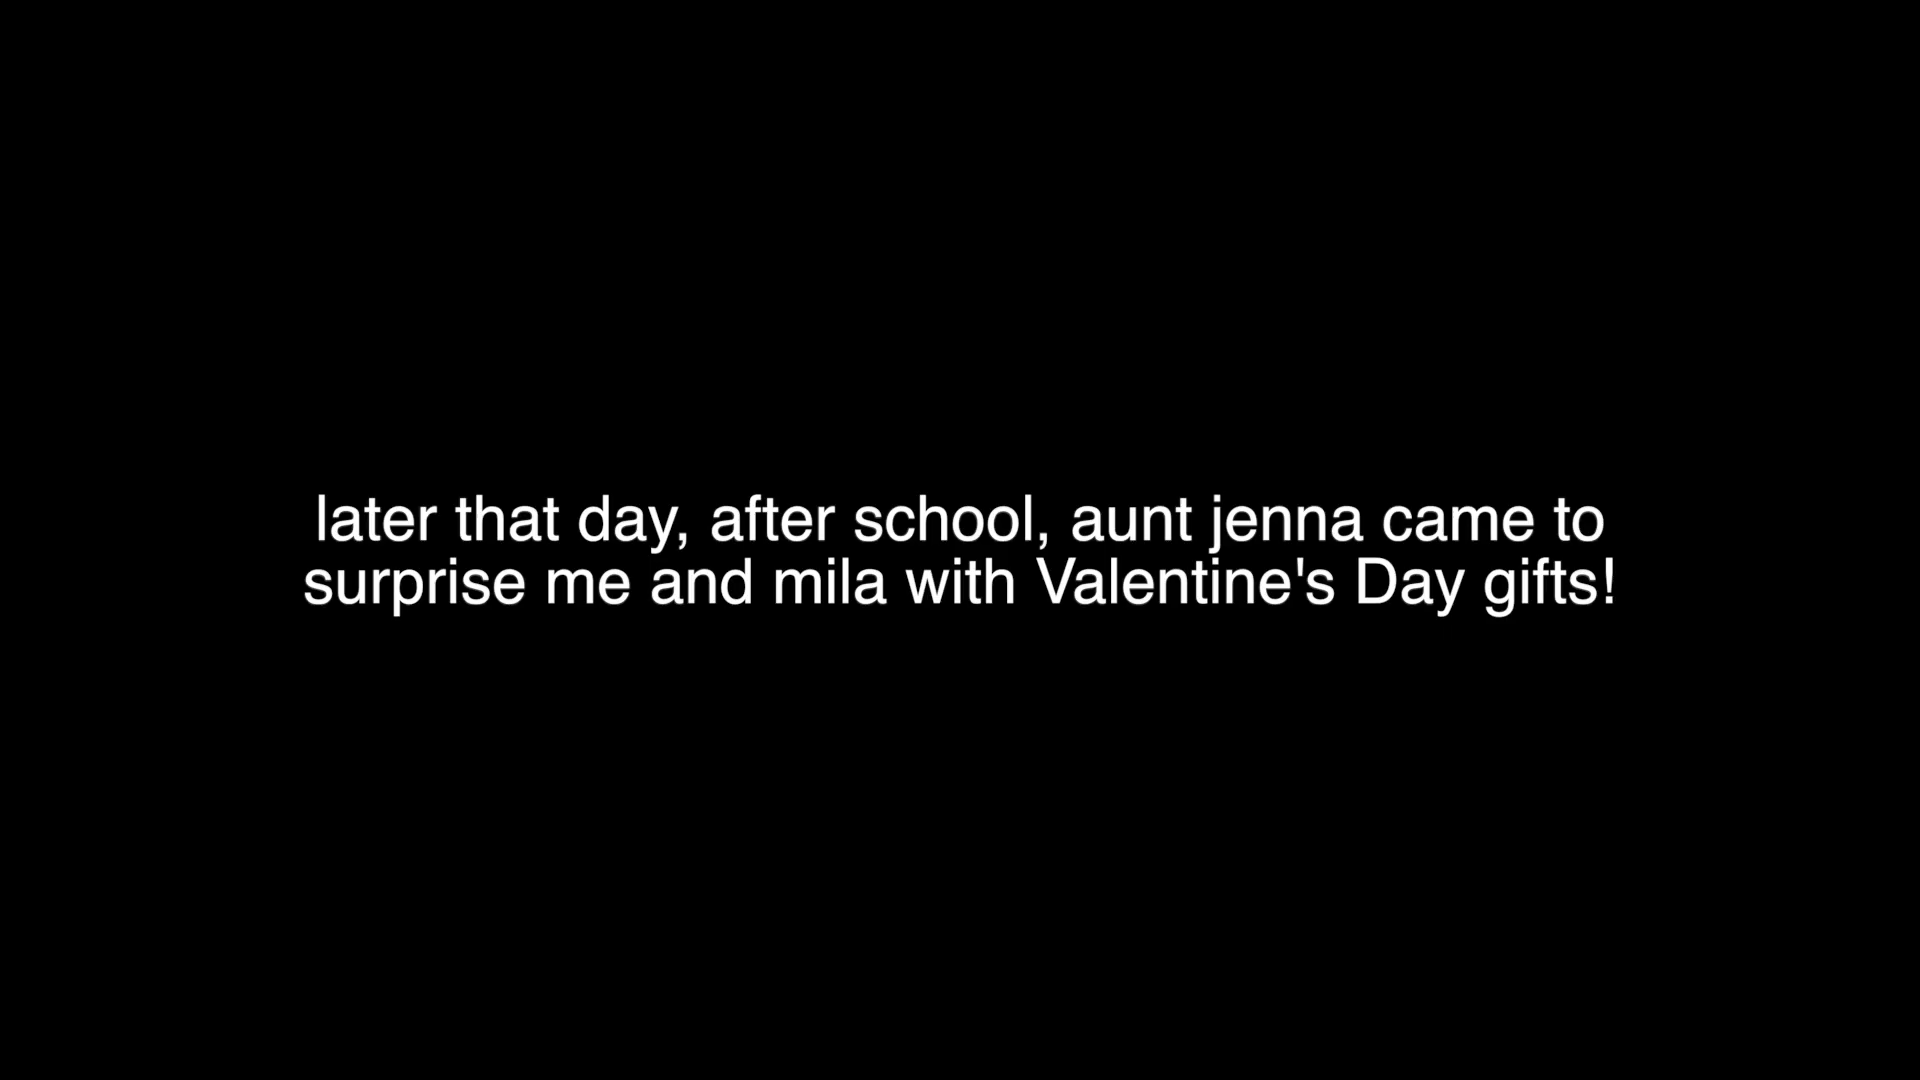 later that day, after school, aunt jenna came to
surprise me and mila with Valentine's Day gifts!